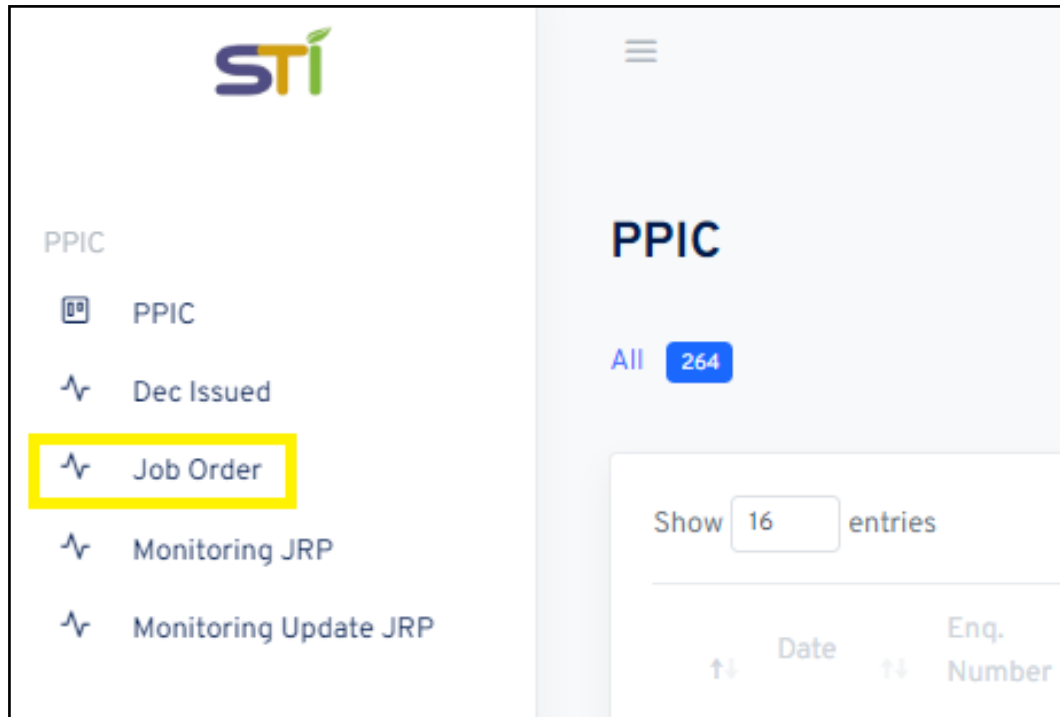 STI
PPIC
PPIC
Dec Issued
Job Order
Monitoring JRP
Monitoring Update JRP
PPIC
All 264
Show 16 entries
Date
Enq.
Number